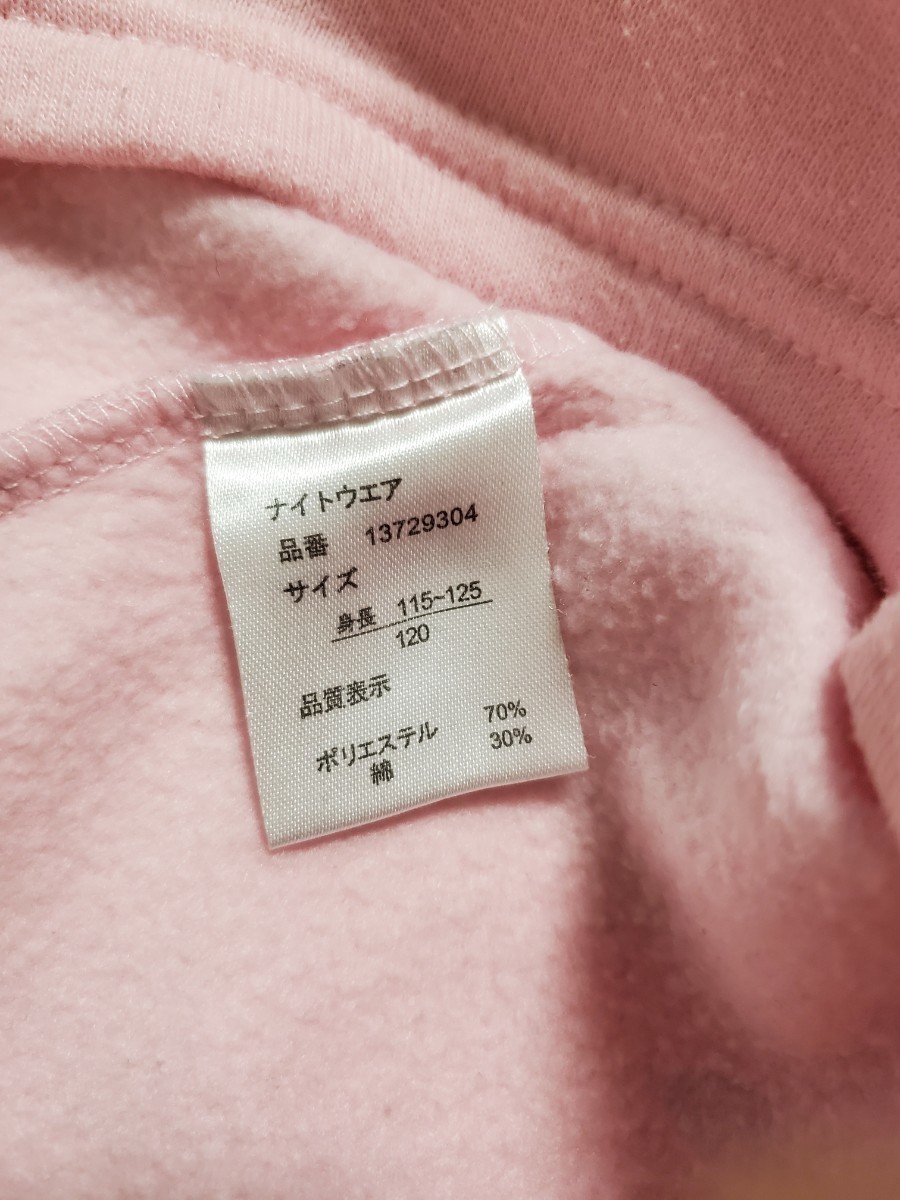 ナイトウエア
品番 13729304
サイズ
身長 115~125
120
品質表示
ポリエステル 70%
綿 30%